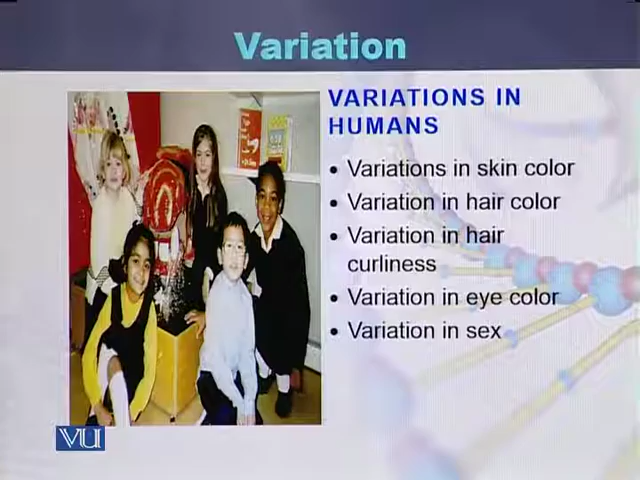 Variation
VARIATIONS IN
HUMANS
• Variations in skin color
• Variation in hair color
• Variation in hair
curliness
• Variation in eye color
• Variation in sex
VU